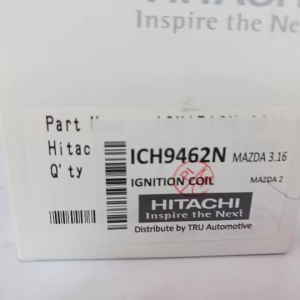 Inspire the Ne
Part N
Hitac
Q'ty
ICH9462N MAZDA 3.16
IGNITION COIL MAZDA 2
HITACHI
Inspire the Next
Distribute by TRU Automotive